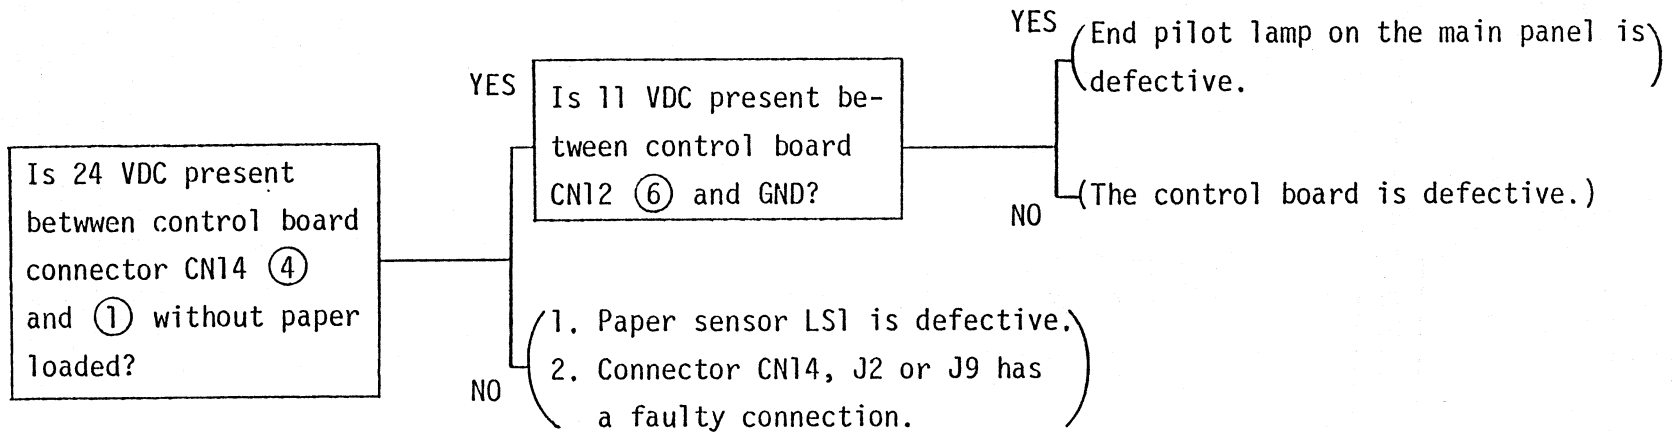 Is 24 VDC present
betwwen control board
connector CN14 ④
and ① without paper
loaded?
YES
Is 11 VDC present be-
tween control board
CN12 ⑥ and GND?
YES
(End pilot lamp on the main panel is
defective.)
NO
(The control board is defective.)
NO
(1. Paper sensor LS1 is defective.
2. Connector CN14, J2 or J9 has
a faulty connection.)